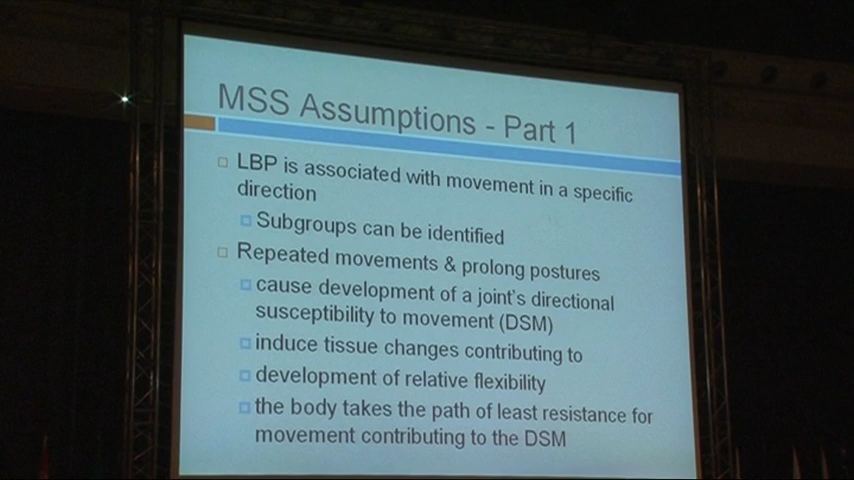 MSS Assumptions - Part 1
LBP is associated with movement in a specific
direction
Subgroups can be identified
Repeated movements & prolong postures
cause development of a joint's directional
susceptibility to movement (DSM)
induce tissue changes contributing to
development of relative flexibility
the body takes the path of least resistance for
movement contributing to the DSM